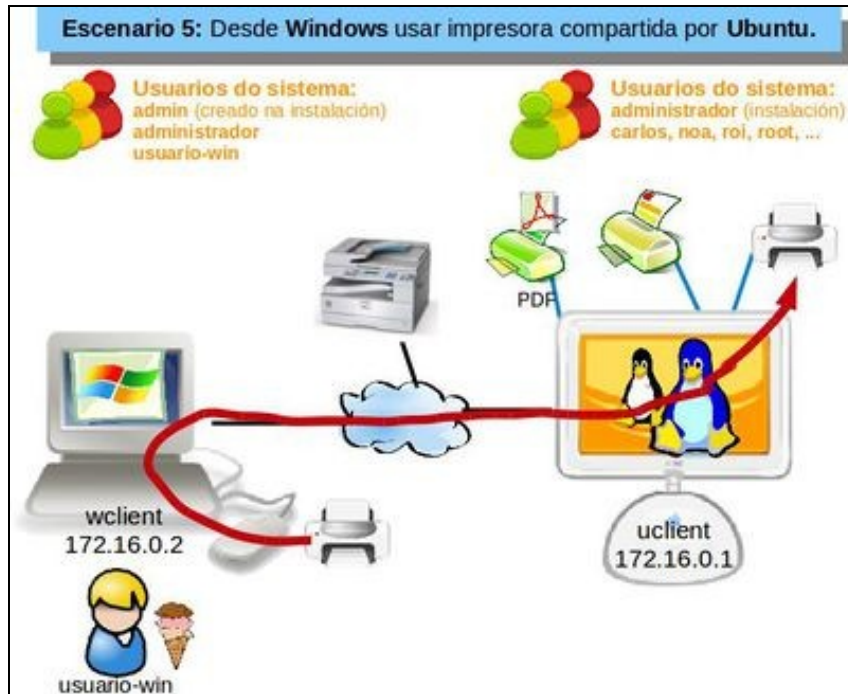 Escenario 5: Desde Windows usar impresora compartida por Ubuntu.
Usuarios do sistema:
admin (creado na instalación)
administrador
usuario-win
Usuarios do sistema:
administrador (instalación)
carlos, noa, roi, root, ...
PDF
wclient
172.16.0.2
uclient
172.16.0.1
usuario-win